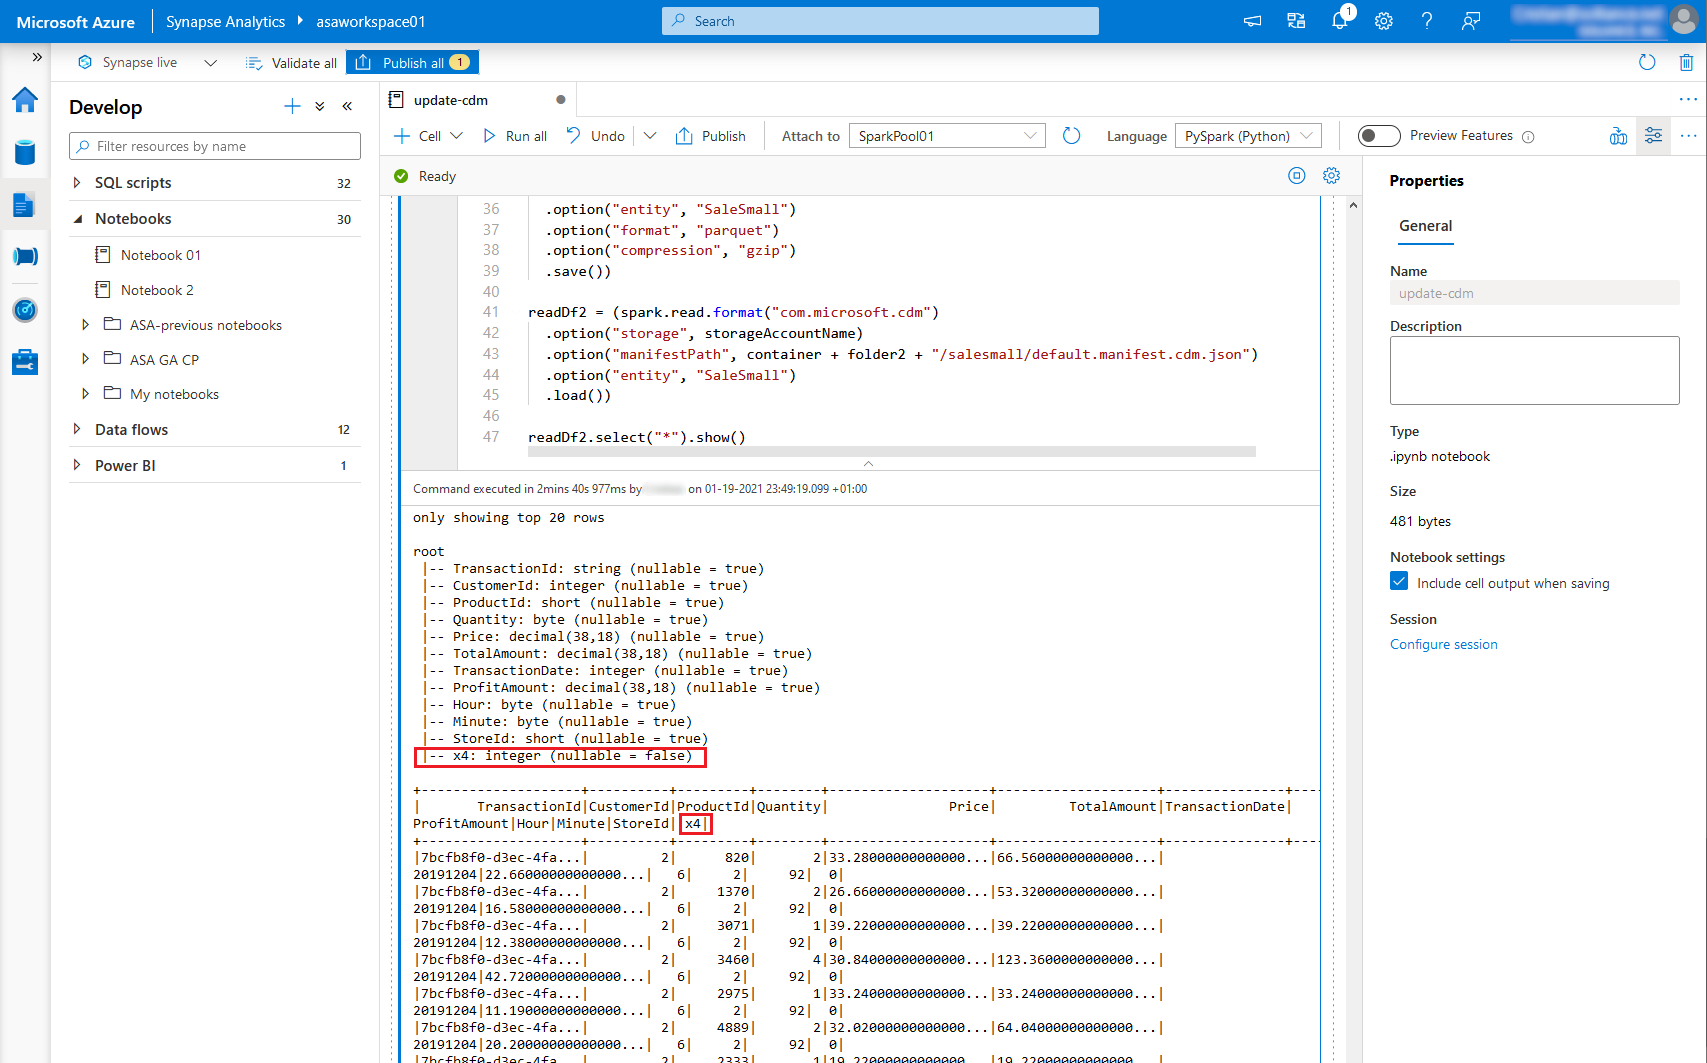 Microsoft Azure
Synapse Analytics
asaworkspace01
Search
1
Synapse live
Validate all
Publish all 1
Develop
Filter resources by name
SQL scripts 32
Notebooks 30
Notebook 01
Notebook 2
ASA-previous notebooks
ASA GA CP
My notebooks
Data flows 12
Power BI 1
update-cdm
Cell
Run all
Undo
Publish
Attach to
SparkPool01
Language
PySpark (Python)
Preview Features
Ready
36 .option("entity", "SaleSmall")
37 .option("format", "parquet")
38 .option("compression", "gzip")
39 .save())
40
41 readDf2 = (spark.read.format("com.microsoft.cdm")
42 .option("storage", storageAccountName)
43 .option("manifestPath", container + folder2 + "/salesmall/default.manifest.cdm.json")
44 .option("entity", "SaleSmall")
45 .load())
46
47 readDf2.select("*").show()
Command executed in 2mins 40s 977ms by on 01-19-2021 23:49:19.099 +01:00
only showing top 20 rows
root
|-- TransactionId: string (nullable = true)
|-- CustomerId: integer (nullable = true)
|-- ProductId: short (nullable = true)
|-- Quantity: byte (nullable = true)
|-- Price: decimal(38,18) (nullable = true)
|-- TotalAmount: decimal(38,18) (nullable = true)
|-- TransactionDate: integer (nullable = true)
|-- ProfitAmount: decimal(38,18) (nullable = true)
|-- Hour: byte (nullable = true)
|-- Minute: byte (nullable = true)
|-- StoreId: short (nullable = true)
|-- x4: integer (nullable = false)
+--------------------+----------+---------+--------+--------------------+--------------------+---------------+----
| TransactionId|CustomerId|ProductId|Quantity| Price| TotalAmount|TransactionDate|
ProfitAmount|Hour|Minute|StoreId| x4|
+--------------------+----------+---------+--------+--------------------+--------------------+---------------+----
|7bcfb8f0-d3ec-4fa...| 2| 820| 2|33.28000000000000...|66.56000000000000...|
20191204|22.66000000000000...| 6| 2| 92| 0|
|7bcfb8f0-d3ec-4fa...| 2| 1370| 2|26.66000000000000...|53.32000000000000...|
20191204|16.58000000000000...| 6| 2| 92| 0|
|7bcfb8f0-d3ec-4fa...| 2| 3071| 1|39.22000000000000...|39.22000000000000...|
20191204|12.38000000000000...| 6| 2| 92| 0|
|7bcfb8f0-d3ec-4fa...| 2| 3460| 4|30.84000000000000...|123.3600000000000...|
20191204|42.72000000000000...| 6| 2| 92| 0|
|7bcfb8f0-d3ec-4fa...| 2| 2975| 1|33.24000000000000...|33.24000000000000...|
20191204|11.19000000000000...| 6| 2| 92| 0|
|7bcfb8f0-d3ec-4fa...| 2| 4889| 2|32.02000000000000...|64.04000000000000...|
20191204|20.20000000000000...| 6| 2| 92| 0|
|7bcfb8f0-d3ec-4fa...| 2| 2333| 1|19.22000000000000...|19.22000000000000...|
Properties
General
Name
update-cdm
Description
Type
.ipynb notebook
Size
481 bytes
Notebook settings
Include cell output when saving
Session
Configure session